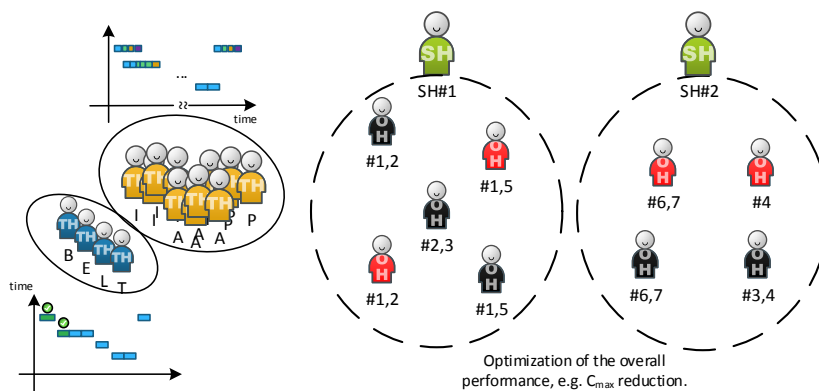 ...
time
TH TH TH TH TH TH
I I I A A A P P P
TH TH TH TH
B E L T
time
SH
SH#1
OH
#1,2
OH
#1,5
OH
#2,3
OH
#1,2
OH
#1,5
SH
SH#2
OH
#6,7
OH
#4
OH
#6,7
OH
#3,4
Optimization of the overall
performance, e.g. Cmax reduction.